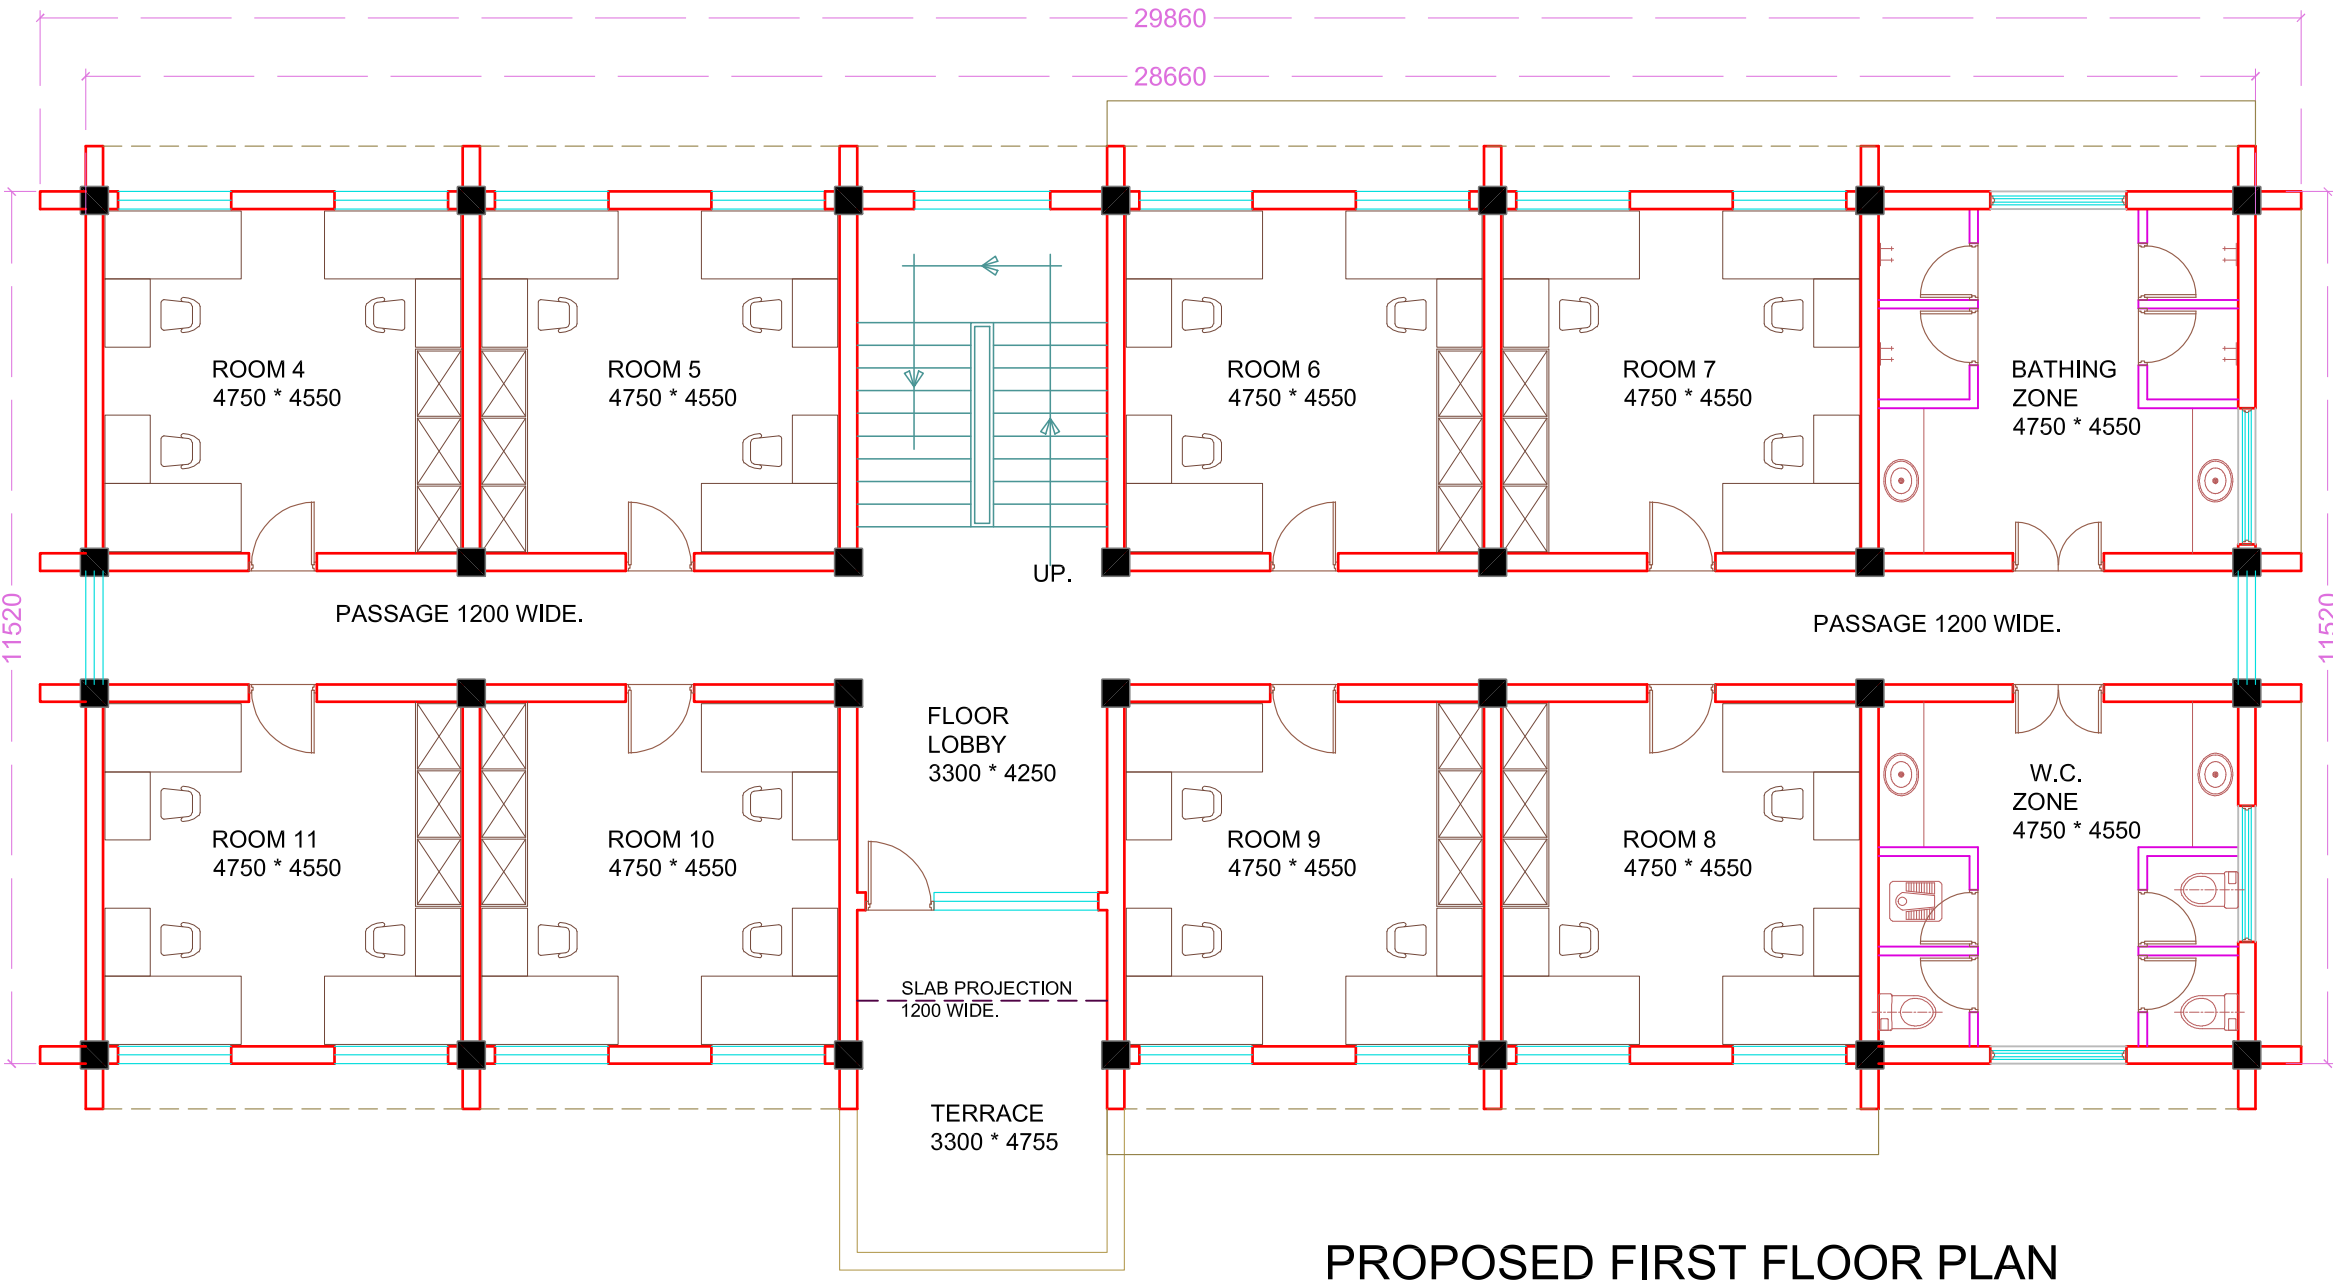 29860
28660
ROOM 4
4750 * 4550
ROOM 5
4750 * 4550
ROOM 6
4750 * 4550
ROOM 7
4750 * 4550
BATHING
ZONE
4750 * 4550
UP.
11520
PASSAGE 1200 WIDE.
PASSAGE 1200 WIDE.
11520
FLOOR
LOBBY
3300 * 4250
W.C.
ZONE
4750 * 4550
ROOM 11
4750 * 4550
ROOM 10
4750 * 4550
ROOM 9
4750 * 4550
ROOM 8
4750 * 4550
SLAB PROJECTION
1200 WIDE.
TERRACE
3300 * 4755
PROPOSED FIRST FLOOR PLAN